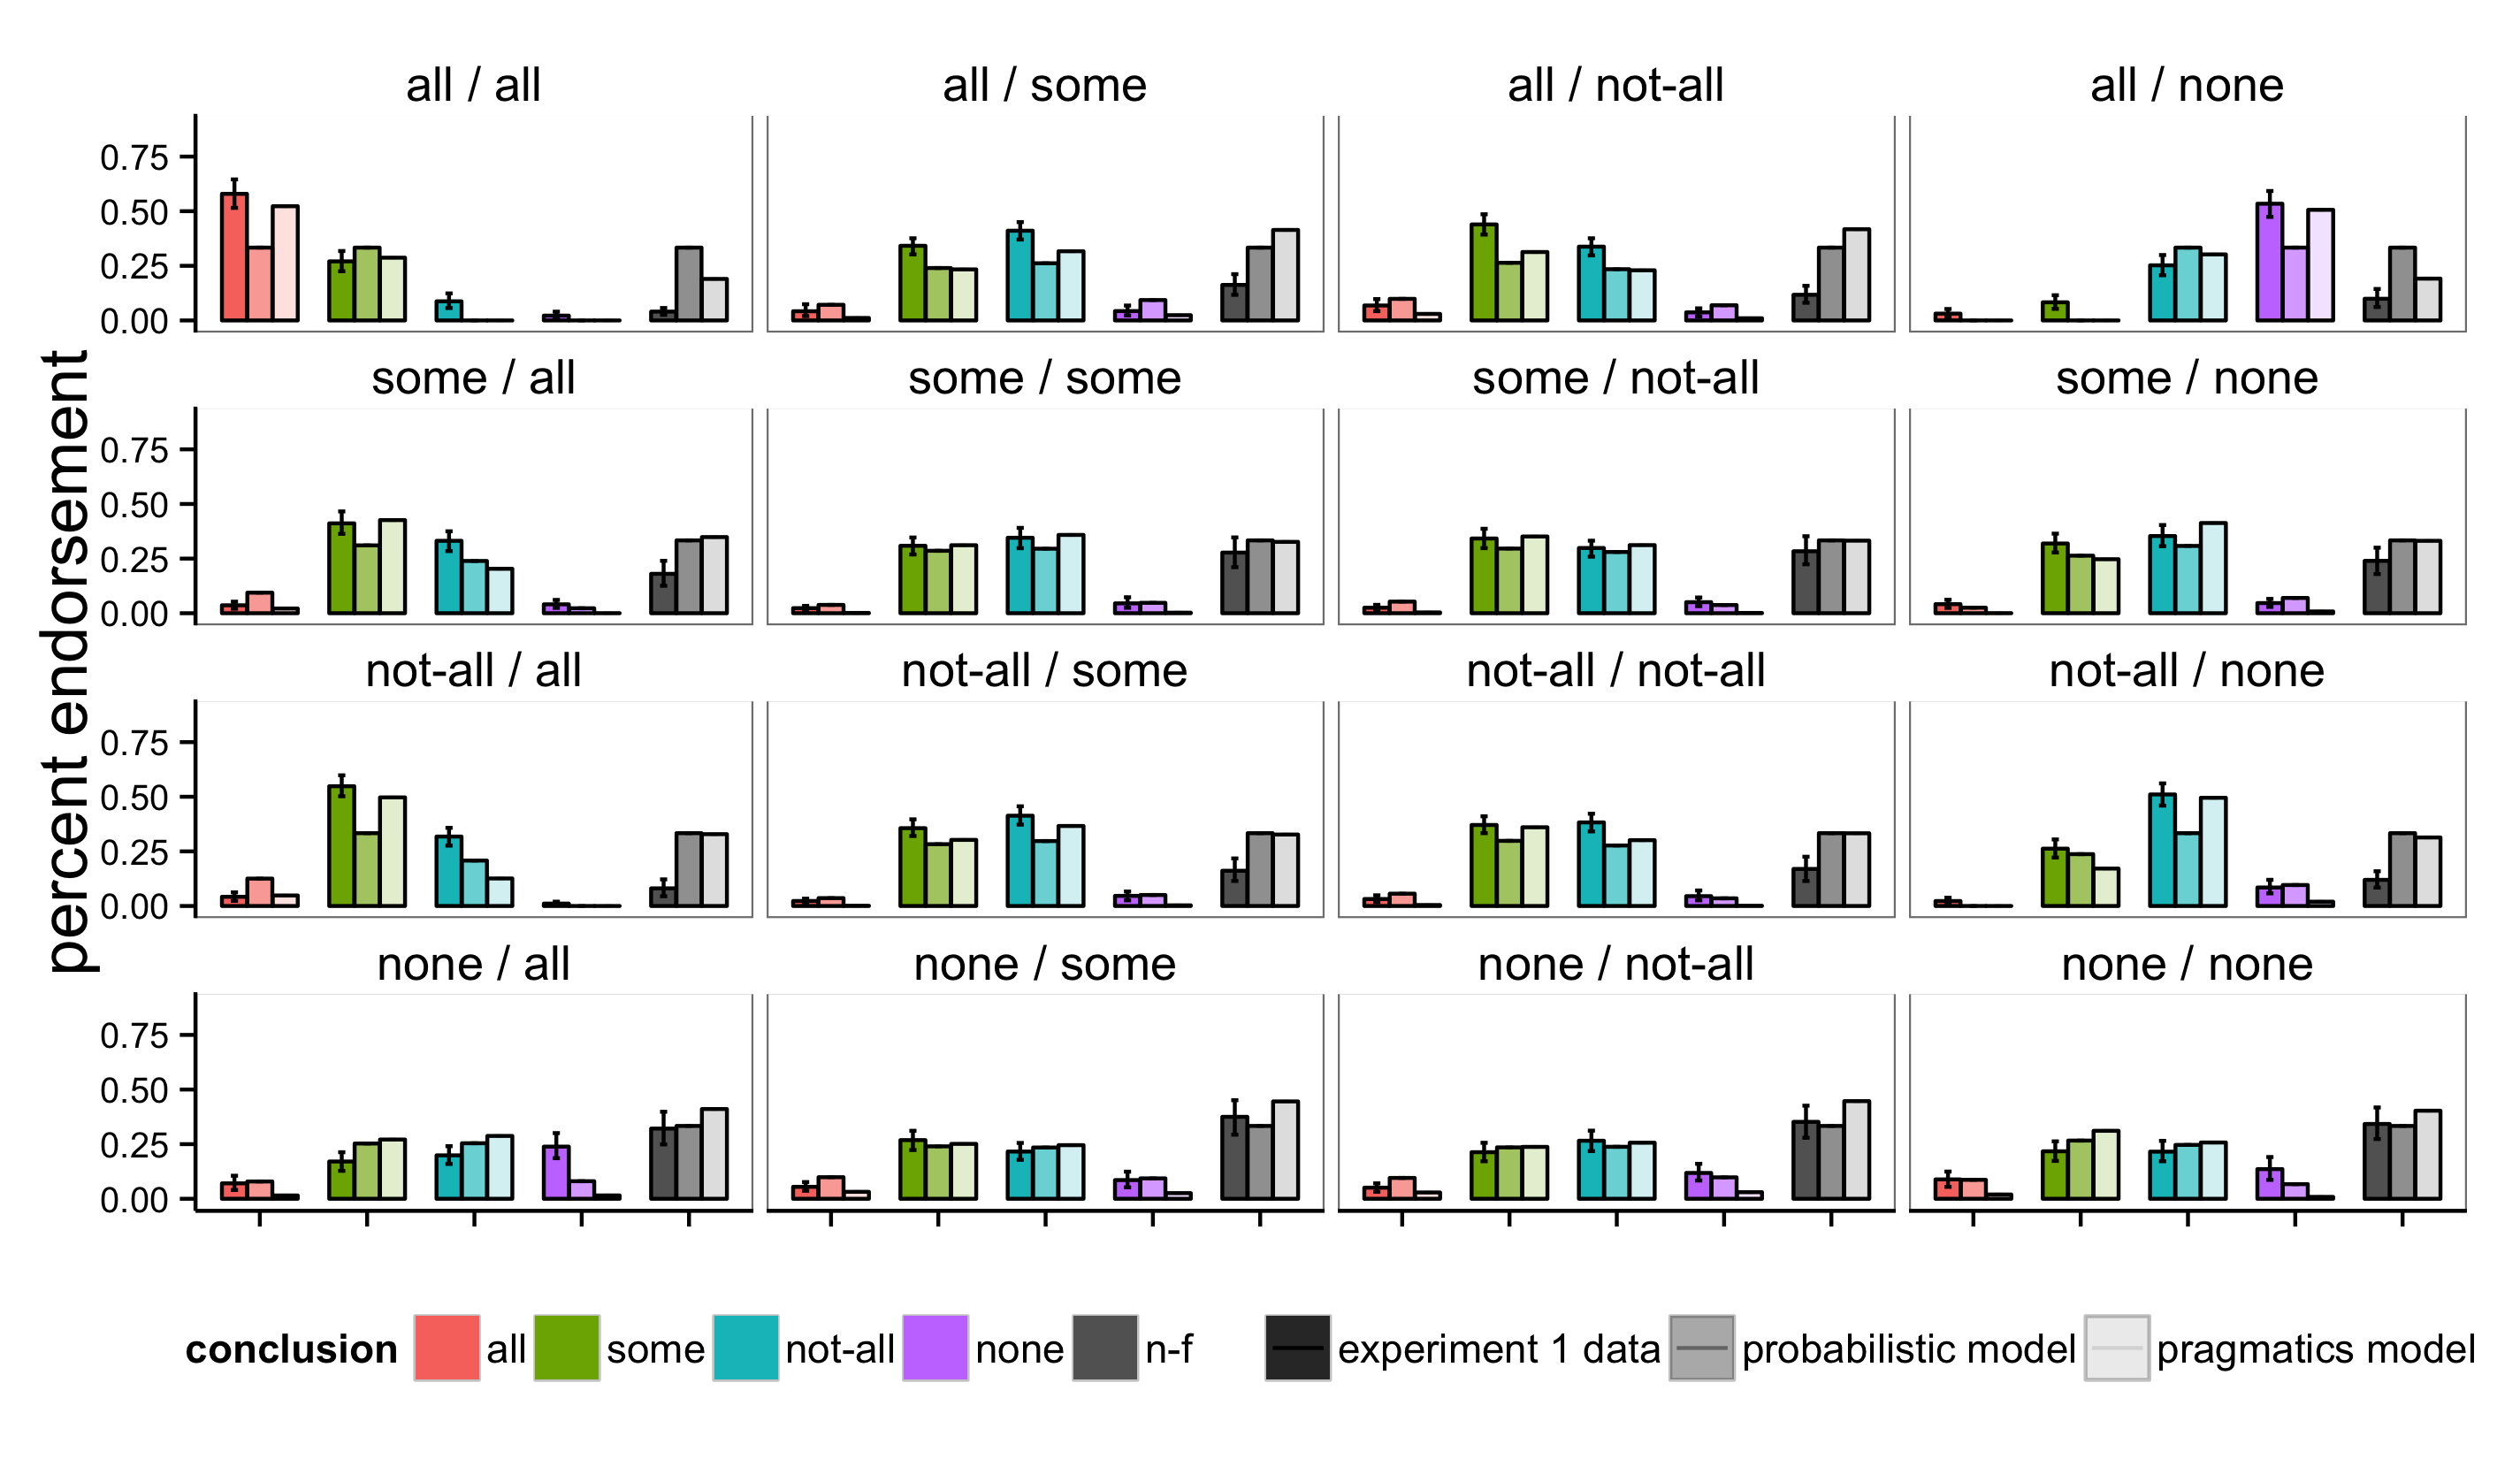 all / all
all / some
all / not-all
all / none
0.75
0.50
0.25
0.00
some / all
some / some
some / not-all
some / none
0.75
0.50
0.25
0.00
percent endorsement
not-all / all
not-all / some
not-all / not-all
not-all / none
0.75
0.50
0.25
0.00
none / all
none / some
none / not-all
none / none
0.75
0.50
0.25
0.00
conclusion all some not-all none n-f experiment 1 data probabilistic model pragmatics model